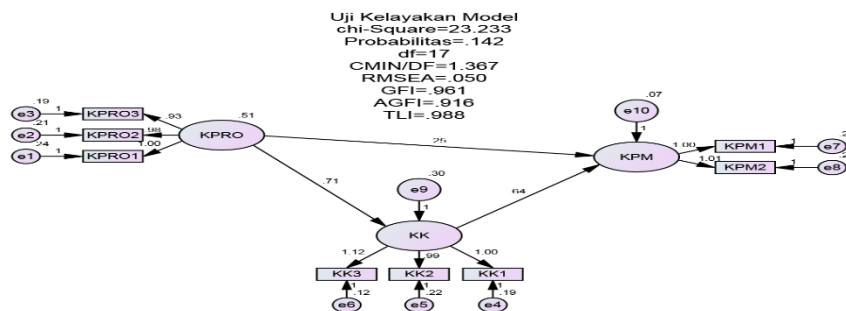 Uji Kelayakan Model
chi-Square=23.233
Probabilitas=.142
df=17
CMIN/DF=1.367
RMSEA=.050
GFI=.961
AGFI=.916
TLI=.988
.19
e3 1 KPRO3 .93
.21
e2 1 KPRO2 .98
.24
e1 1 KPRO1 1.00
.51
KPRO
.25
.71
.07
e10
1
KPM
1.00 KPM1 1 e7
1.01 KPM2 1 e8
.64
.30
e9
1
KK
1.12 .99 1.00
KK3 KK2 KK1
1 1 1
.12 .22 .19
e6 e5 e4